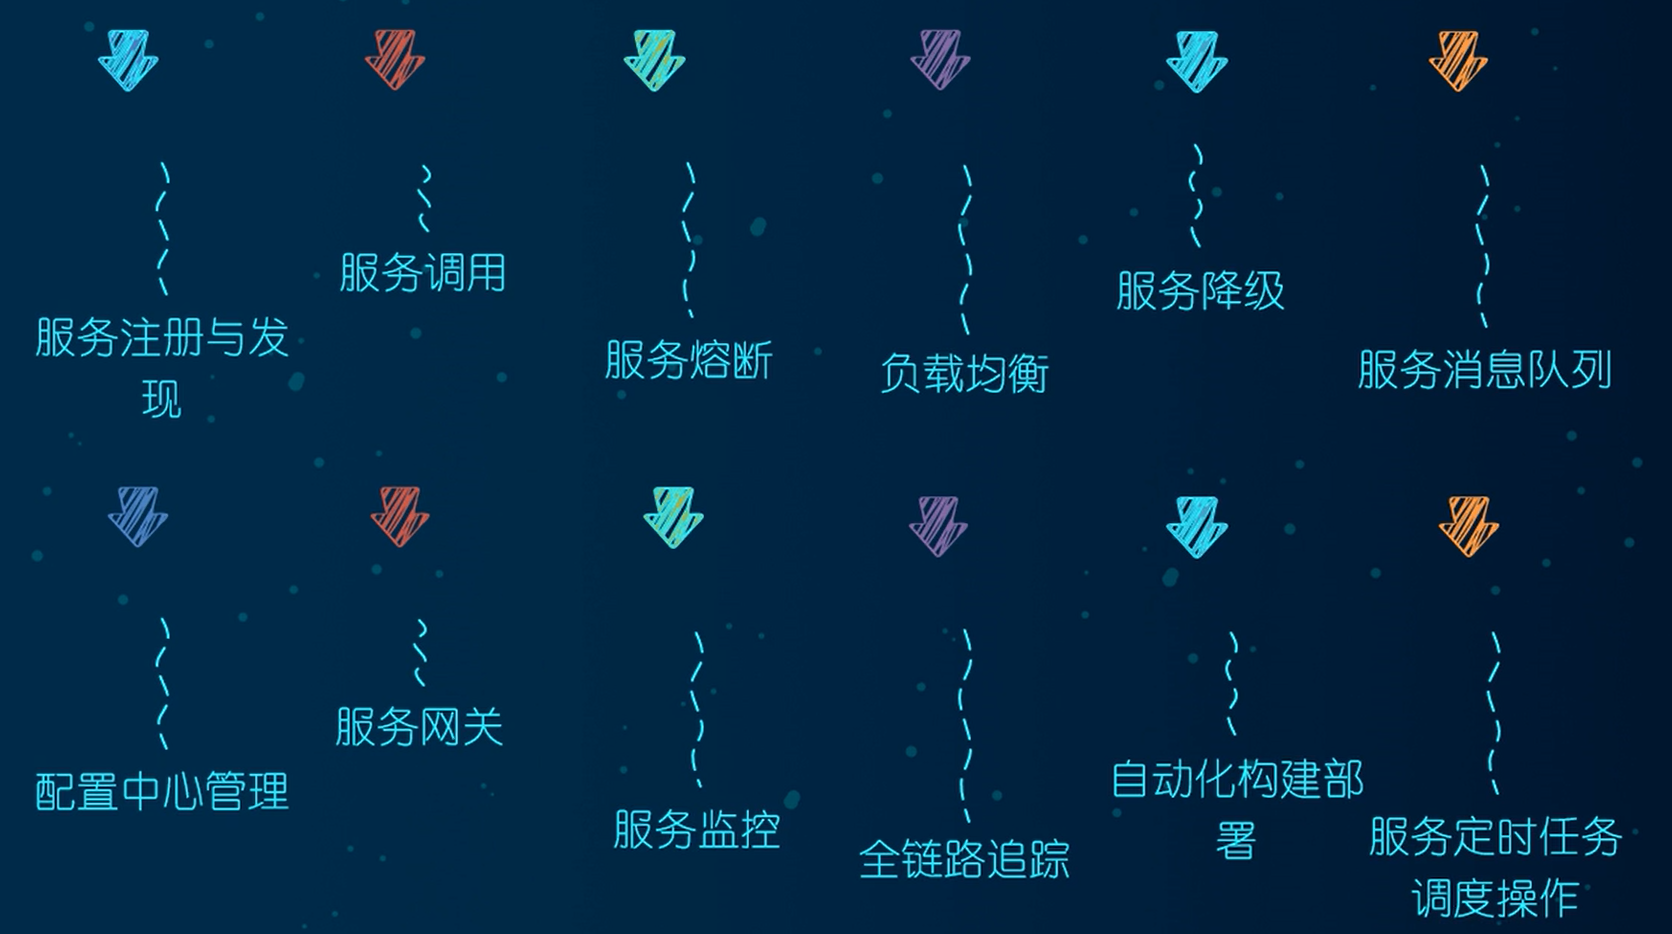 服务注册与发
现
服务调用
服务熔断
负载均衡
服务降级
服务消息队列
配置中心管理
服务网关
服务监控
全链路追踪
自动化构建部
署
服务定时任务
调度操作